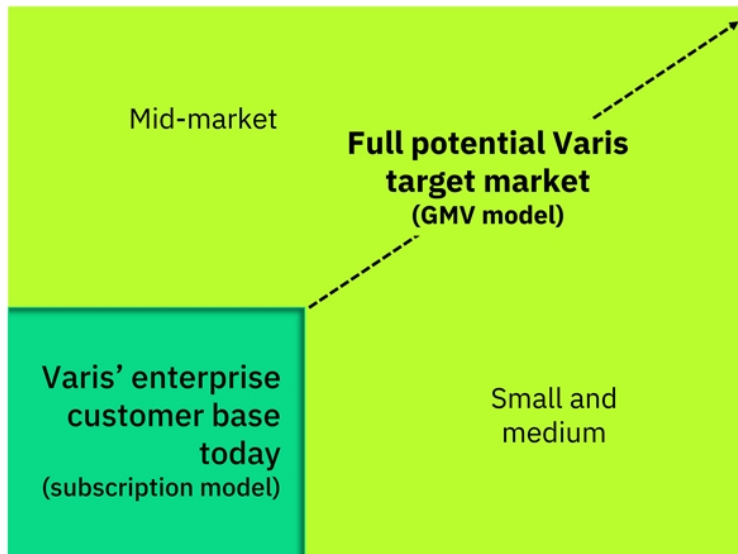 Mid-market
Full potential Varis
target market
(GMV model)
Varis’ enterprise
customer base
today
(subscription model)
Small and
medium